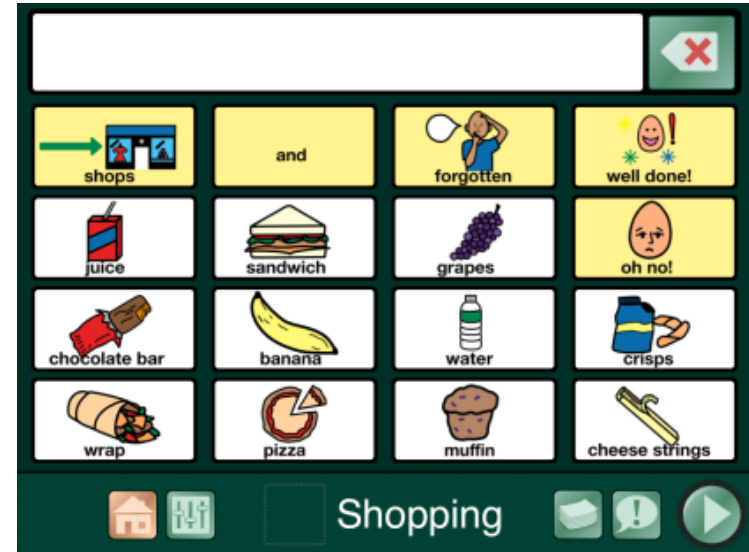 shops
and
forgotten
well done!
juice
sandwich
grapes
oh no!
chocolate bar
banana
water
crisps
wrap
pizza
muffin
cheese strings
Shopping